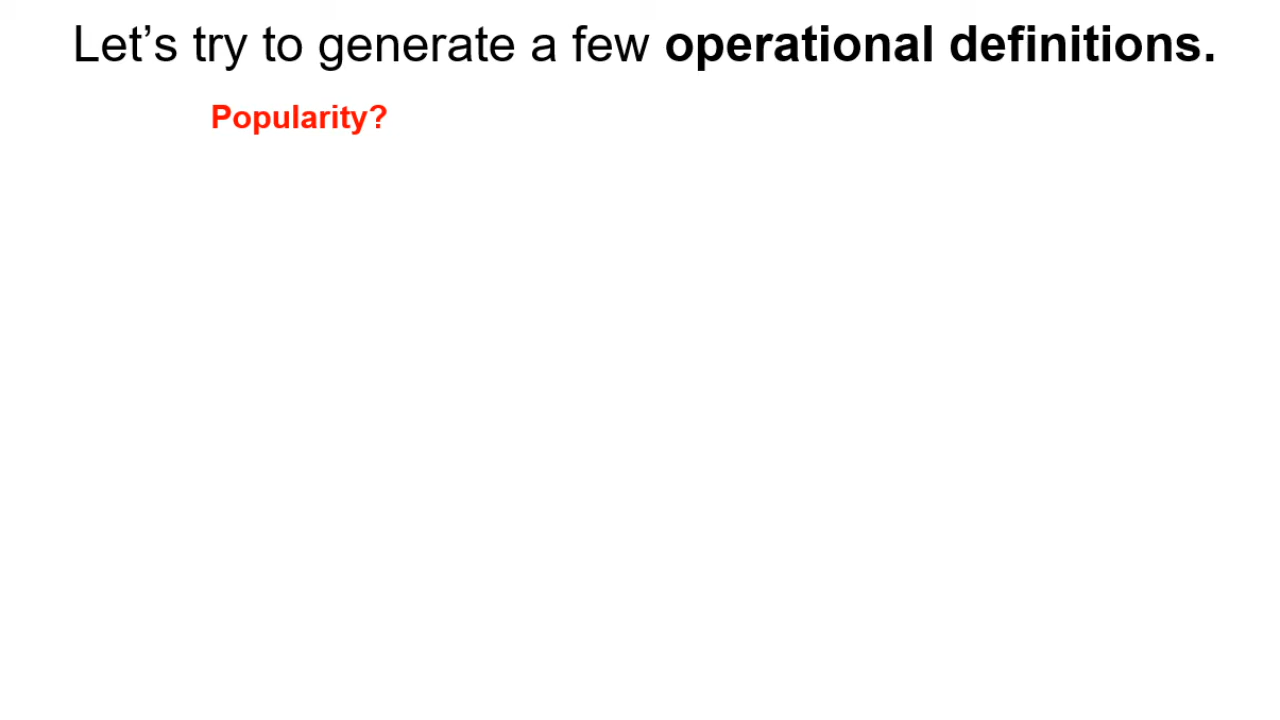 Let’s try to generate a few operational definitions.
Popularity?